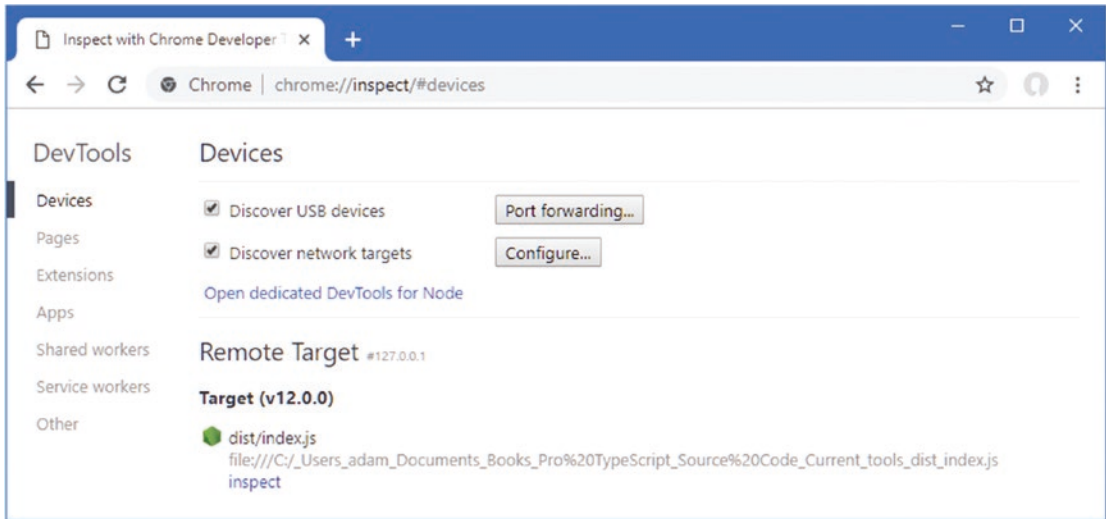 Inspect with Chrome Developer T
Chrome | chrome://inspect/#devices
DevTools
Devices
Pages
Extensions
Apps
Shared workers
Service workers
Other
Devices
Discover USB devices
Port forwarding...
Discover network targets
Configure...
Open dedicated DevTools for Node
Remote Target #127.0.0.1
Target (v12.0.0)
dist/index.js
file:///C:/_Users_adam_Documents_Books_Pro%20TypeScript_Source%20Code_Current_tools_dist_index.js
inspect